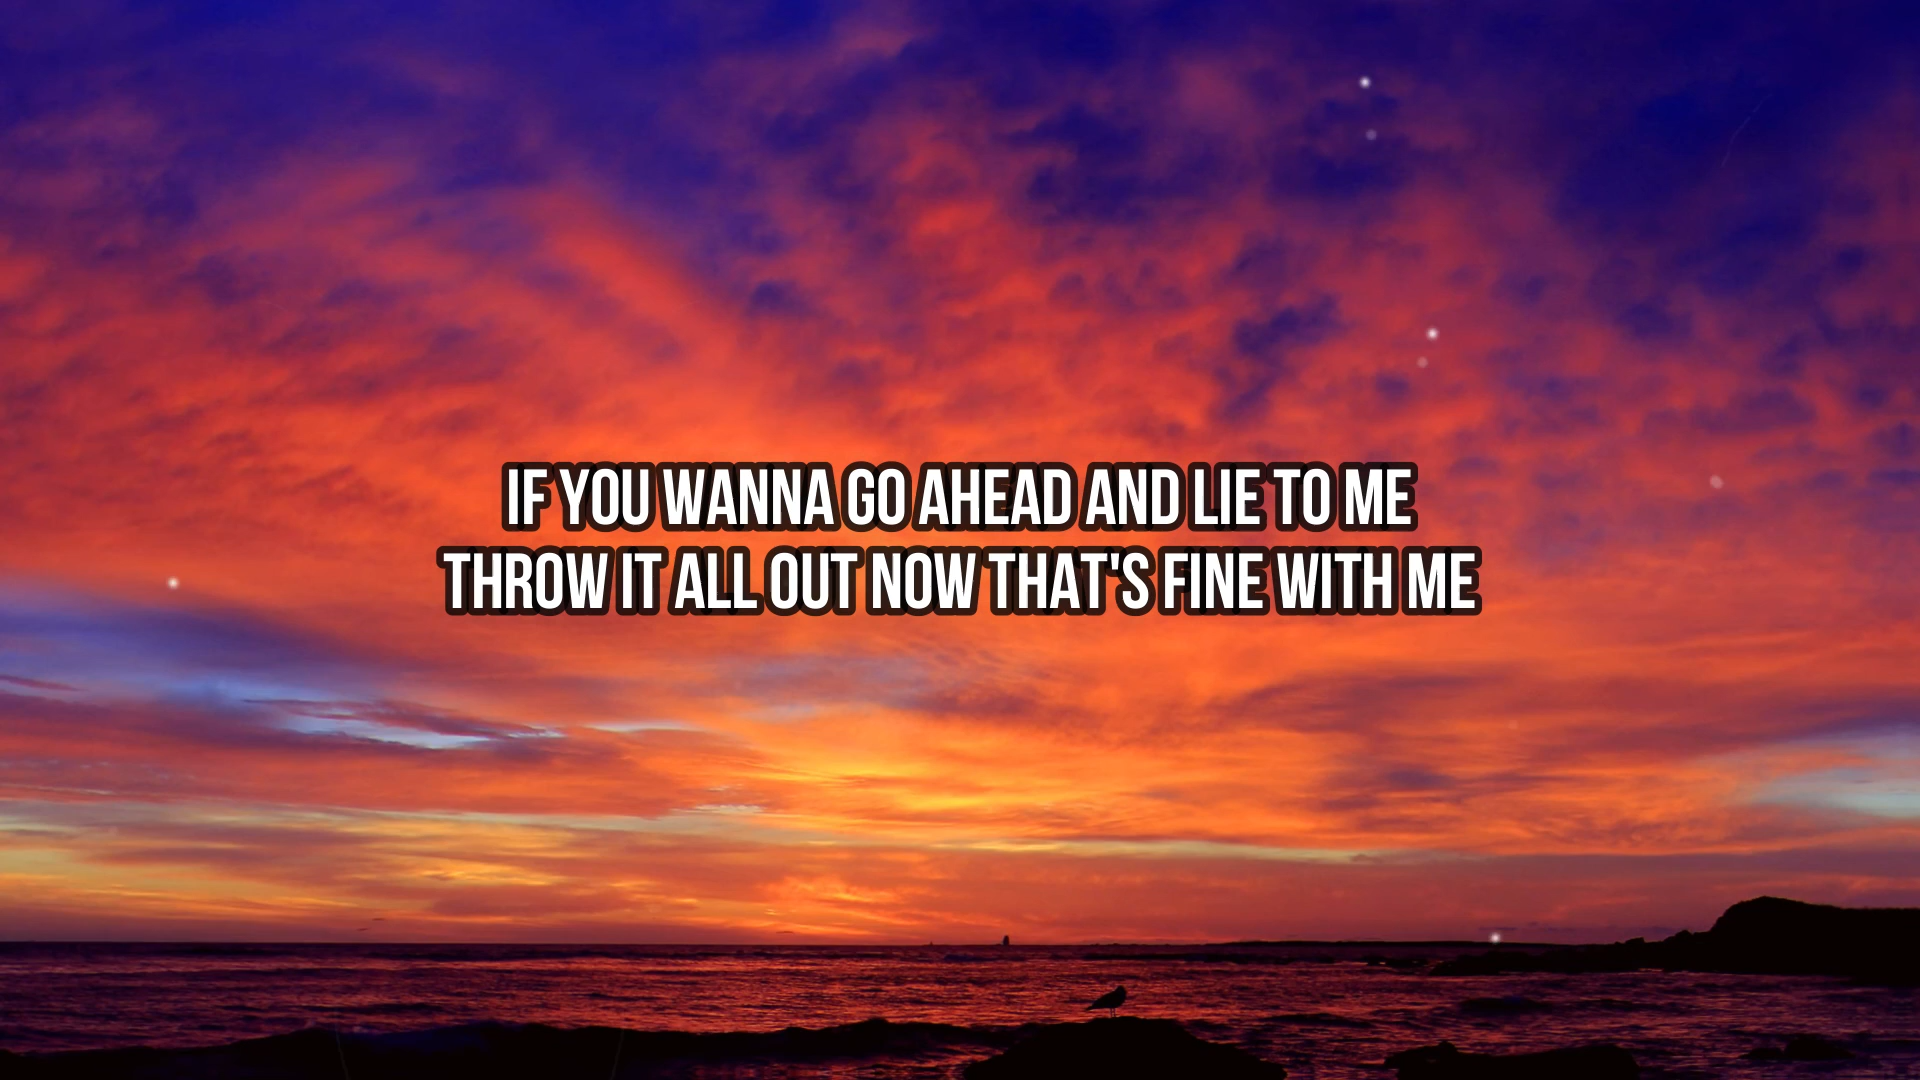 IF YOU WANNA GO AHEAD AND LIE TO ME
THROW IT ALL OUT NOW THAT'S FINE WITH ME